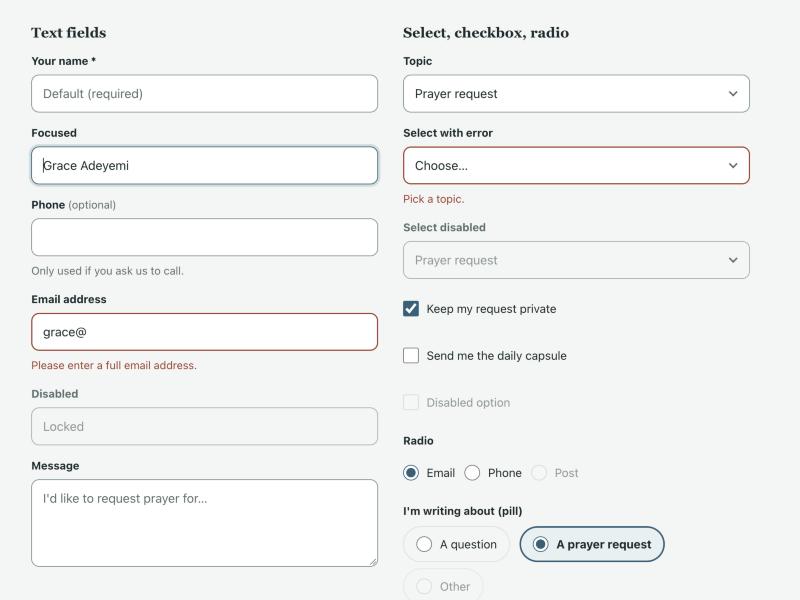 Text fields
Your name *
Default (required)
Focused
Grace Adeyemi
Phone (optional)
Only used if you ask us to call.
Email address
grace@
Please enter a full email address.
Disabled
Locked
Message
I'd like to request prayer for...
Select, checkbox, radio
Topic
Prayer request
Select with error
Choose...
Pick a topic.
Select disabled
Prayer request
Keep my request private
Send me the daily capsule
Disabled option
Radio
Email Phone Post
I'm writing about (pill)
A question A prayer request
Other